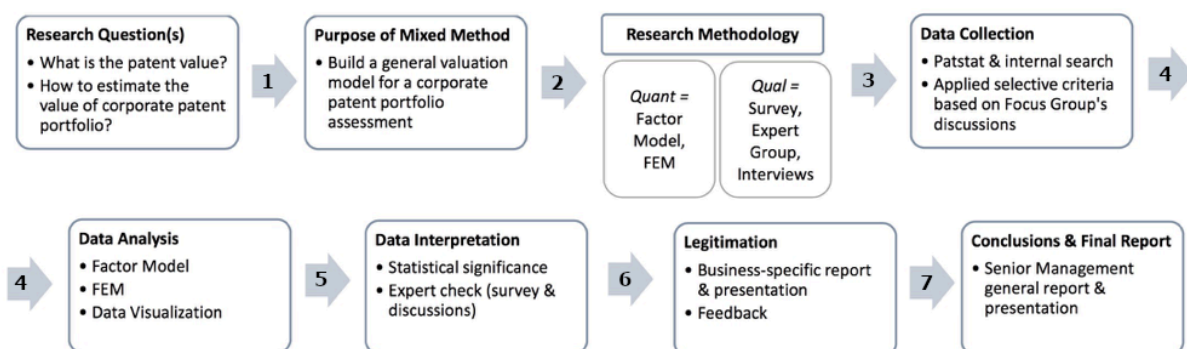 Research Question(s)
• What is the patent value?
• How to estimate the
value of corporate patent
portfolio?
1
Purpose of Mixed Method
• Build a general valuation
model for a corporate
patent portfolio
assessment
2
Research Methodology
Quant =
Factor
Model,
FEM
Qual =
Survey,
Expert
Group,
Interviews
3
Data Collection
• Patstat & internal search
• Applied selective criteria
based on Focus Group's
discussions
4
4
Data Analysis
• Factor Model
• FEM
• Data Visualization
5
Data Interpretation
• Statistical significance
• Expert check (survey &
discussions)
6
Legitimation
• Business-specific report
& presentation
• Feedback
7
Conclusions & Final Report
• Senior Management
general report &
presentation